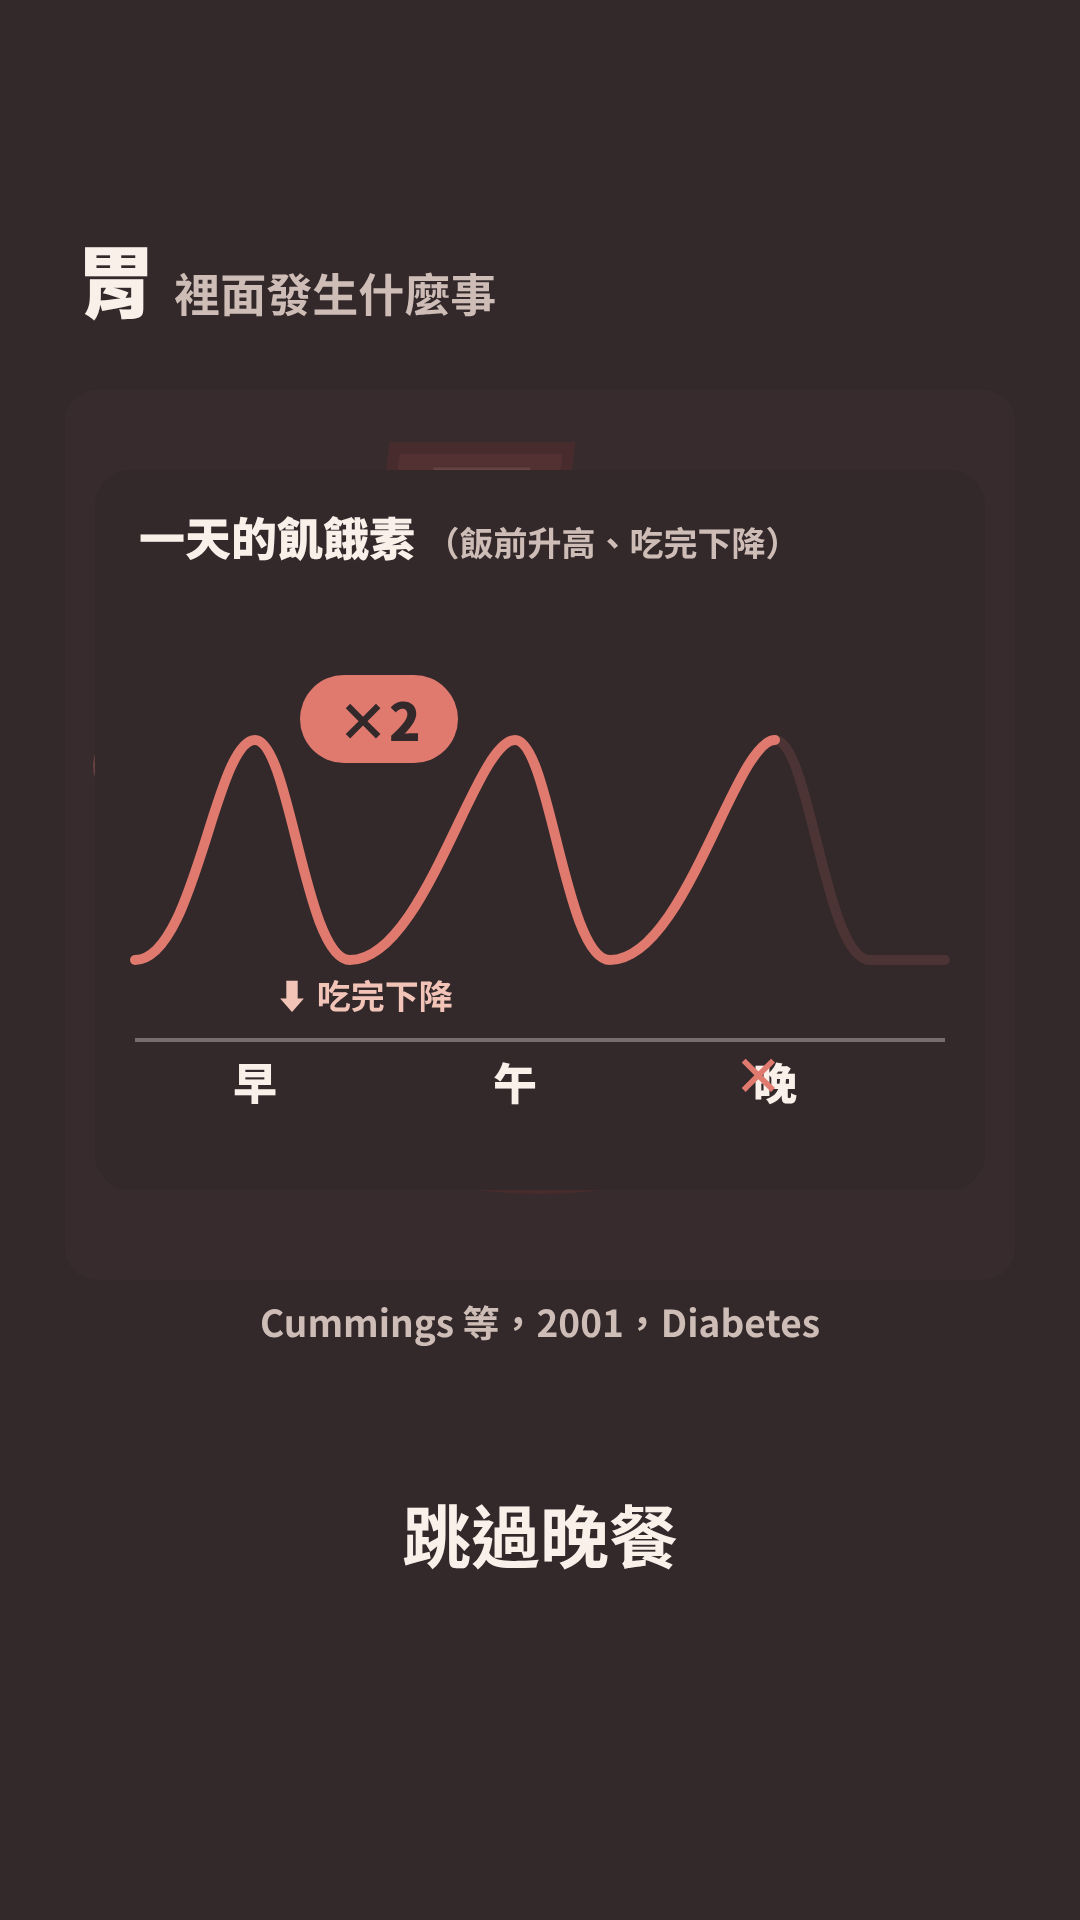 胃 裡面發生什麼事
一天的飢餓素 （飯前升高、吃完下降）
×2
⬇ 吃完下降
早 午 晚
Cummings 等，2001，Diabetes
跳過晚餐